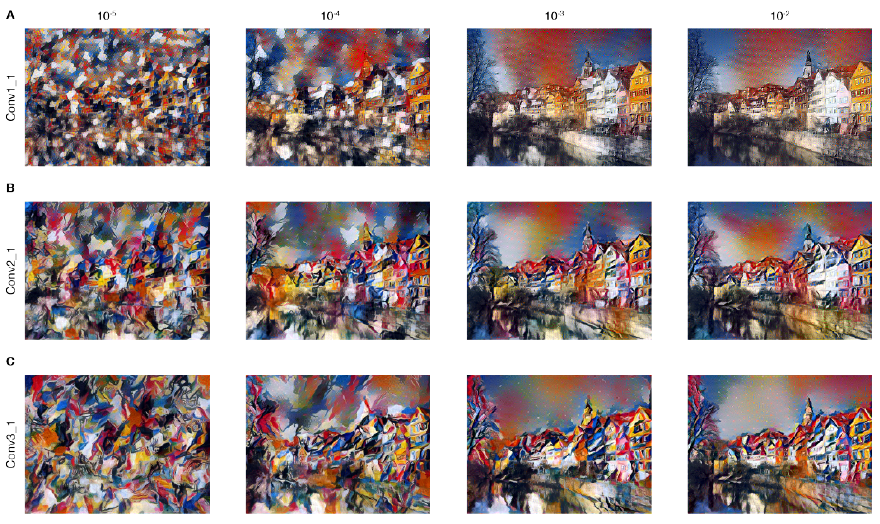 A 10⁻⁵ 10⁻⁴ 10⁻³ 10⁻²
Conv1_1
B
Conv2_1
C
Conv3_1